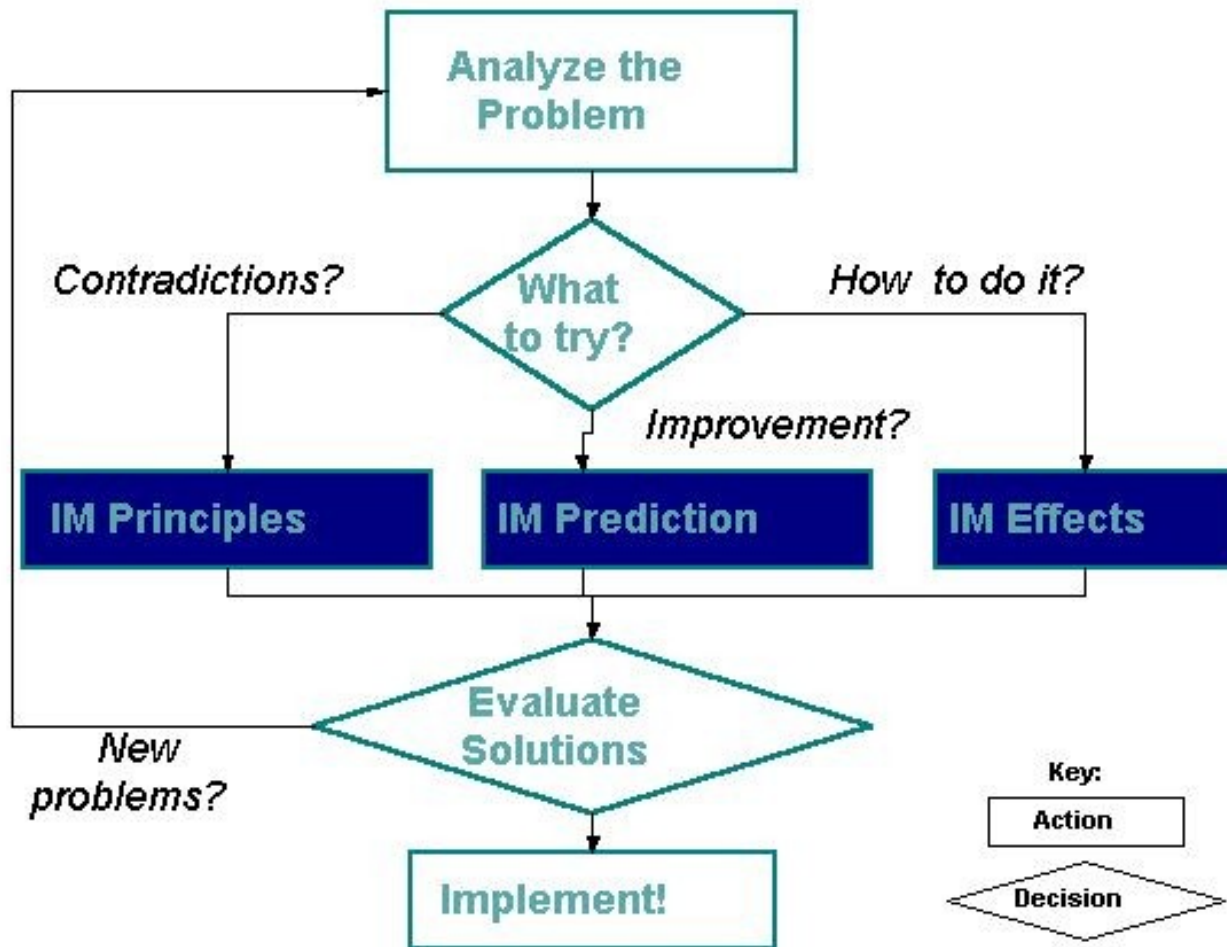 Analyze the
Problem
Contradictions?
What
to try?
How to do it?
Improvement?
IM Principles
IM Prediction
IM Effects
Evaluate
Solutions
New
problems?
Implement!
Key:
Action
Decision